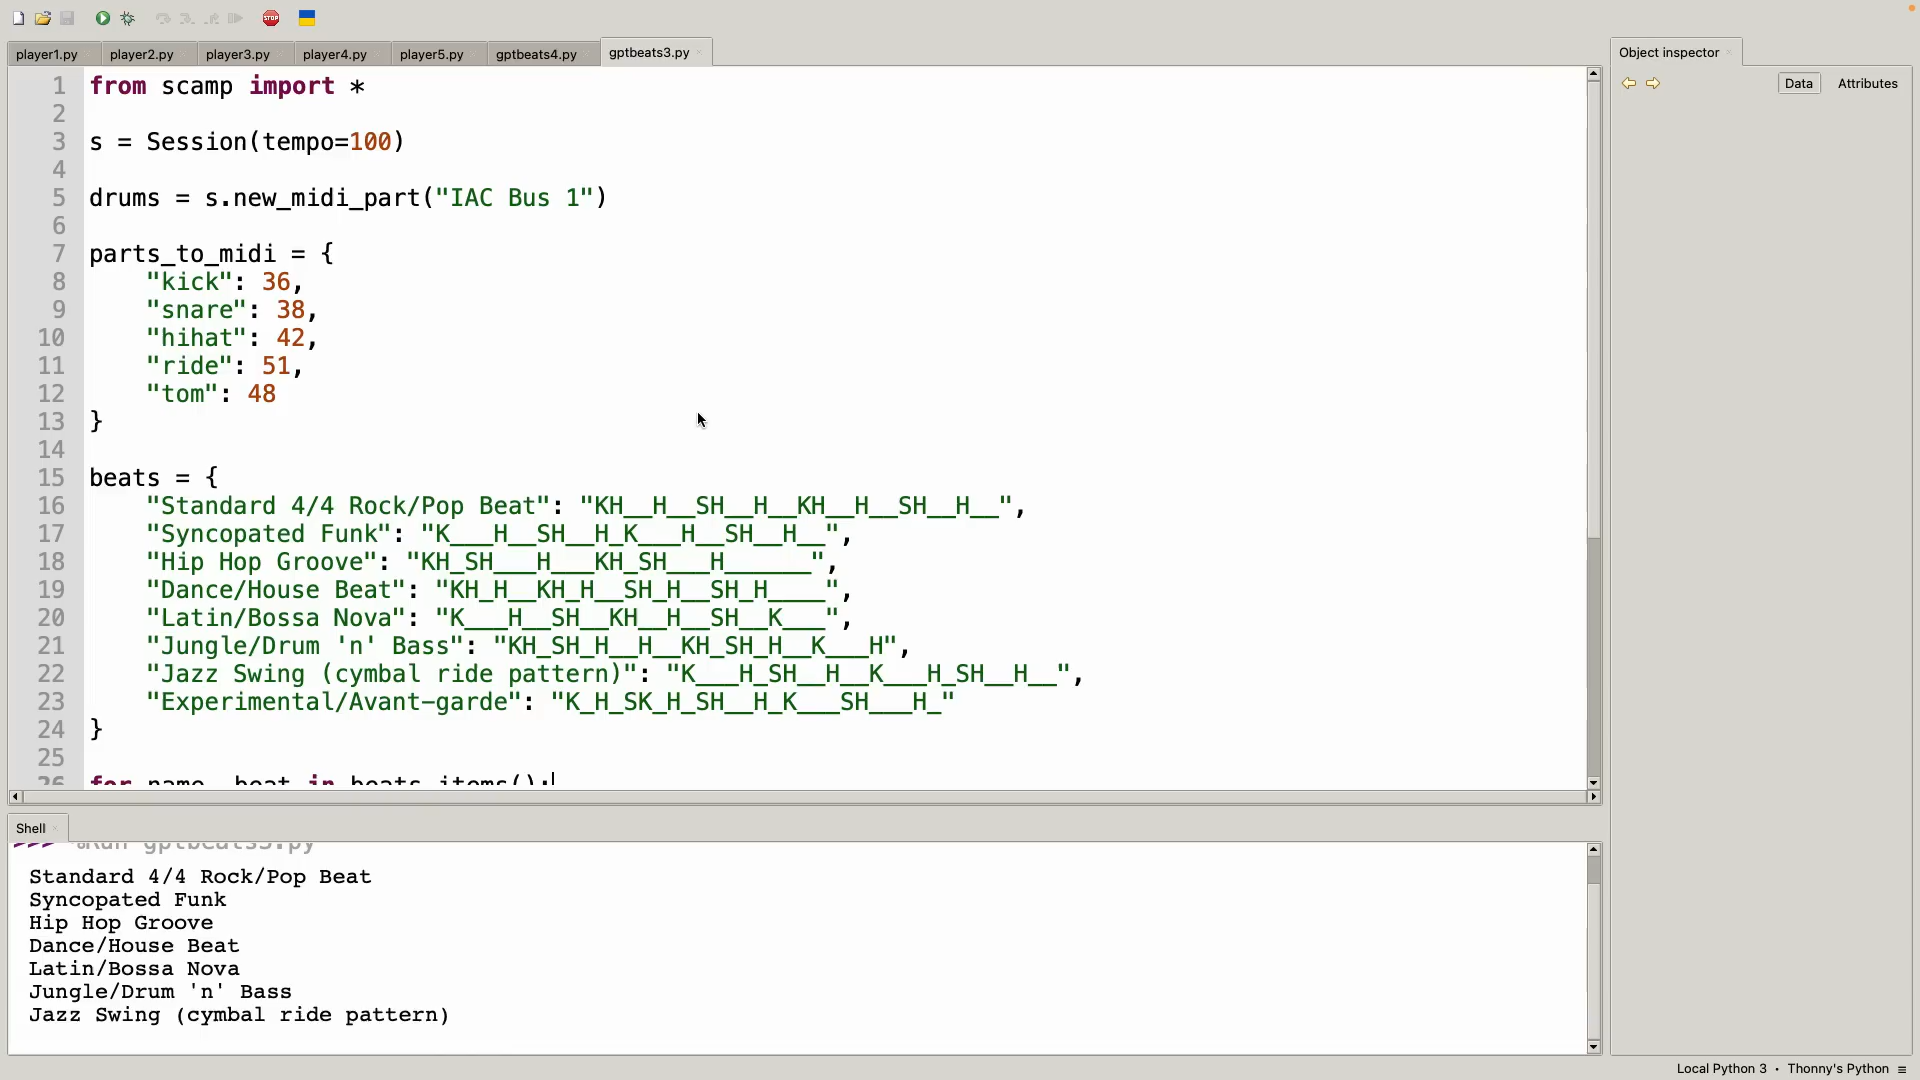 player1.py player2.py player3.py player4.py player5.py gptbeats4.py gptbeats3.py
Object inspector
Data Attributes
1 from scamp import *
2
3 s = Session(tempo=100)
4
5 drums = s.new_midi_part("IAC Bus 1")
6
7 parts_to_midi = {
8 "kick": 36,
9 "snare": 38,
10 "hihat": 42,
11 "ride": 51,
12 "tom": 48
13 }
14
15 beats = {
16 "Standard 4/4 Rock/Pop Beat": "KH__H__SH__H__KH__H__SH__H__",
17 "Syncopated Funk": "K___H__SH__H_K___H__SH__H__",
18 "Hip Hop Groove": "KH_SH___H___KH_SH___H______",
19 "Dance/House Beat": "KH_H__KH_H__SH_H__SH_H____",
20 "Latin/Bossa Nova": "K___H__SH__KH__H__SH__K___",
21 "Jungle/Drum 'n' Bass": "KH_SH_H__H__KH_SH_H__K___H",
22 "Jazz Swing (cymbal ride pattern)": "K___H_SH__H__K___H_SH__H__",
23 "Experimental/Avant-garde": "K_H_SK_H_SH__H_K___SH___H_"
24 }
25
26 for name, beat in beats.items():
Shell
>>> %Run gptbeats3.py
Standard 4/4 Rock/Pop Beat
Syncopated Funk
Hip Hop Groove
Dance/House Beat
Latin/Bossa Nova
Jungle/Drum 'n' Bass
Jazz Swing (cymbal ride pattern)
Local Python 3 • Thonny's Python ≡